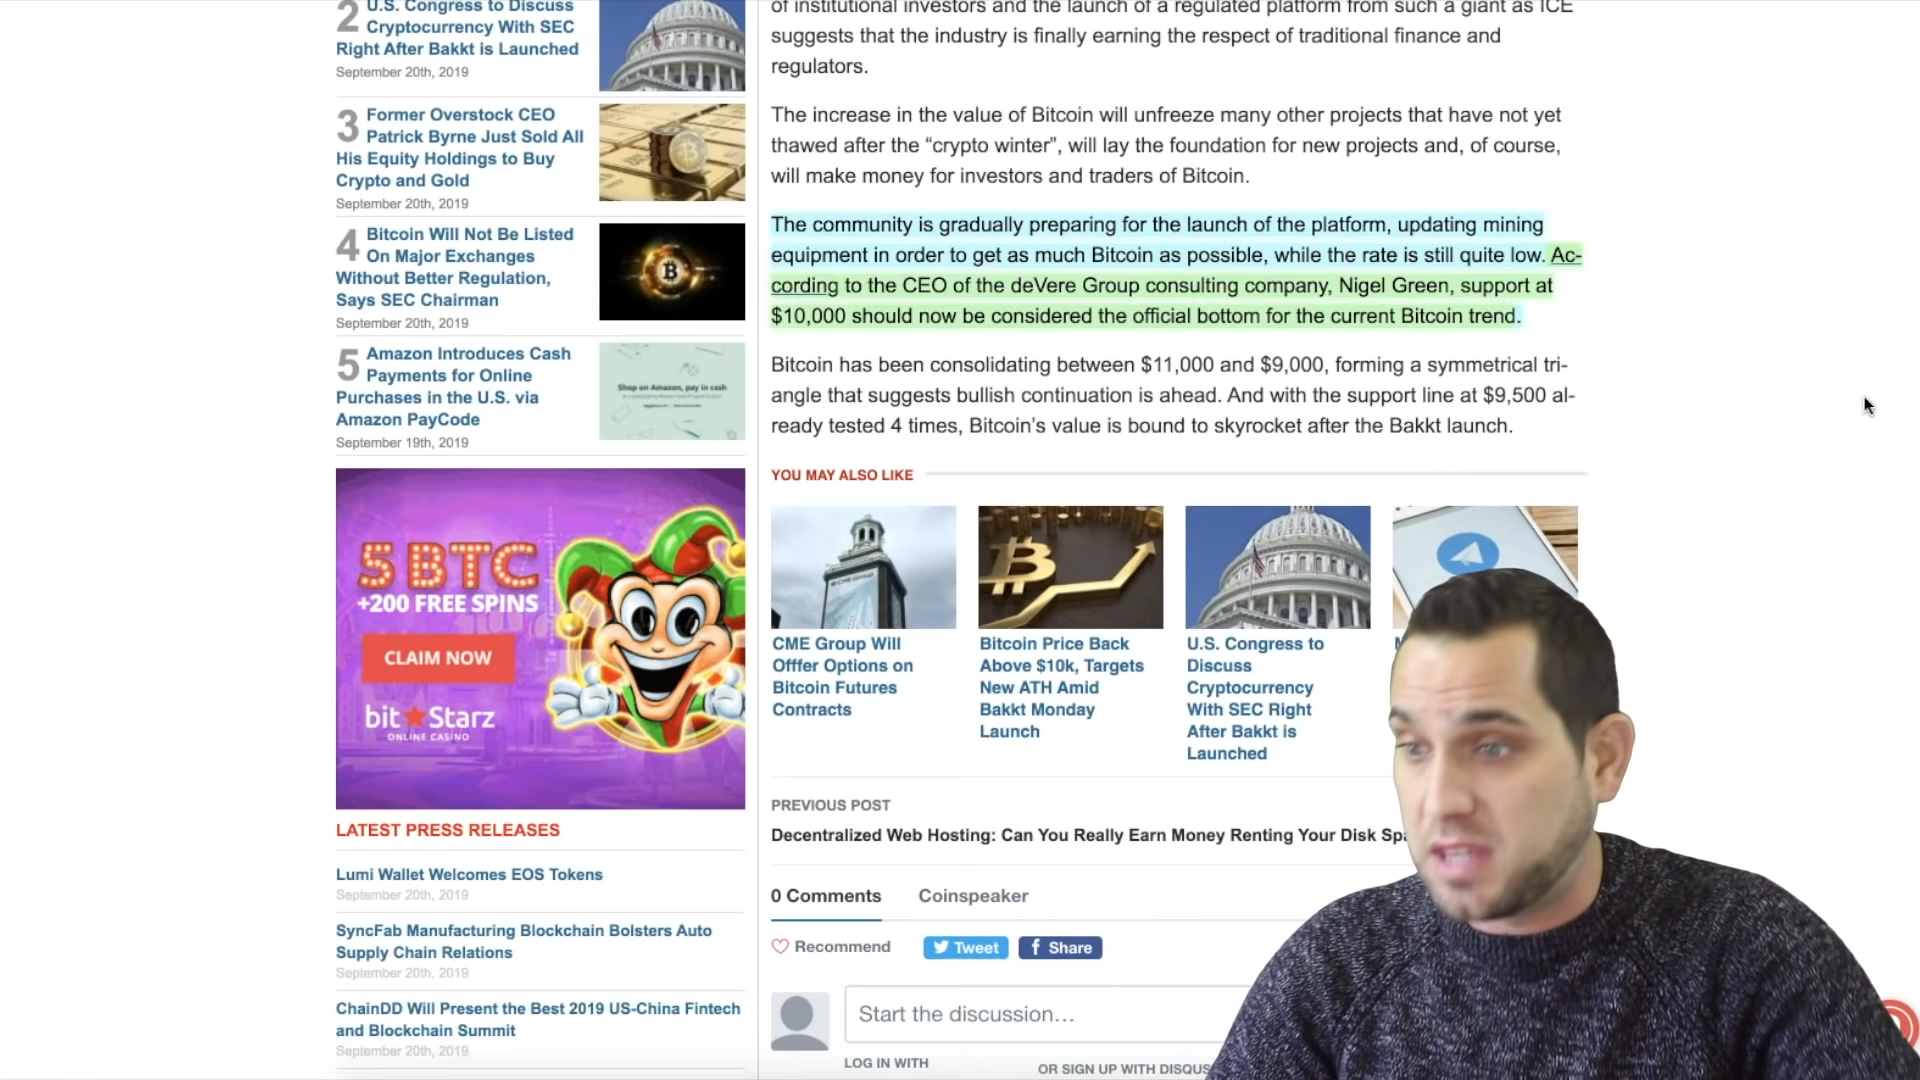 2 U.S. Congress to Discuss
Cryptocurrency With SEC
Right After Bakkt is Launched
September 20th, 2019
3 Former Overstock CEO
Patrick Byrne Just Sold All
His Equity Holdings to Buy
Crypto and Gold
September 20th, 2019
4 Bitcoin Will Not Be Listed
On Major Exchanges
Without Better Regulation,
Says SEC Chairman
September 20th, 2019
5 Amazon Introduces Cash
Payments for Online
Purchases in the U.S. via
Amazon PayCode
September 19th, 2019
Shop on Amazon, pay in cash
5 BTC
+200 FREE SPINS
CLAIM NOW
bit Starz
ONLINE CASINO
LATEST PRESS RELEASES
Lumi Wallet Welcomes EOS Tokens
September 20th, 2019
SyncFab Manufacturing Blockchain Bolsters Auto
Supply Chain Relations
September 20th, 2019
ChainDD Will Present the Best 2019 US-China Fintech
and Blockchain Summit
September 20th, 2019
of institutional investors and the launch of a regulated platform from such a giant as ICE
suggests that the industry is finally earning the respect of traditional finance and
regulators.
The increase in the value of Bitcoin will unfreeze many other projects that have not yet
thawed after the “crypto winter”, will lay the foundation for new projects and, of course,
will make money for investors and traders of Bitcoin.
The community is gradually preparing for the launch of the platform, updating mining
equipment in order to get as much Bitcoin as possible, while the rate is still quite low. Ac-
cording to the CEO of the deVere Group consulting company, Nigel Green, support at
$10,000 should now be considered the official bottom for the current Bitcoin trend.
Bitcoin has been consolidating between $11,000 and $9,000, forming a symmetrical tri-
angle that suggests bullish continuation is ahead. And with the support line at $9,500 al-
ready tested 4 times, Bitcoin’s value is bound to skyrocket after the Bakkt launch.
YOU MAY ALSO LIKE
CME Group
CME Group Will
Offfer Options on
Bitcoin Futures
Contracts
Bitcoin Price Back
Above $10k, Targets
New ATH Amid
Bakkt Monday
Launch
U.S. Congress to
Discuss
Cryptocurrency
With SEC Right
After Bakkt is
Launched
PREVIOUS POST
Decentralized Web Hosting: Can You Really Earn Money Renting Your Disk
0 Comments Coinspeaker
Recommend Tweet Share
Start the discussion…
LOG IN WITH
OR SIGN UP WITH DISQUS